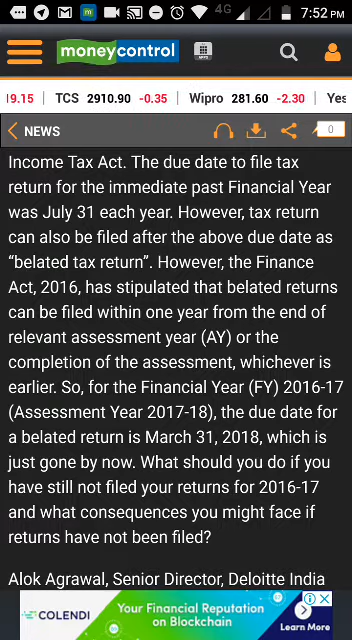 4G 7:52 PM
moneycontrol APPS
19.15 | TCS 2910.90 -0.35 | Wipro 281.60 -2.30 | Yes
NEWS 0
Income Tax Act. The due date to file tax
return for the immediate past Financial Year
was July 31 each year. However, tax return
can also be filed after the above due date as
“belated tax return”. However, the Finance
Act, 2016, has stipulated that belated returns
can be filed within one year from the end of
relevant assessment year (AY) or the
completion of the assessment, whichever is
earlier. So, for the Financial Year (FY) 2016-17
(Assessment Year 2017-18), the due date for
a belated return is March 31, 2018, which is
just gone by now. What should you do if you
have still not filed your returns for 2016-17
and what consequences you might face if
returns have not been filed?
Alok Agrawal, Senior Director, Deloitte India
COLENDI
Your Financial Reputation
on Blockchain
Learn More